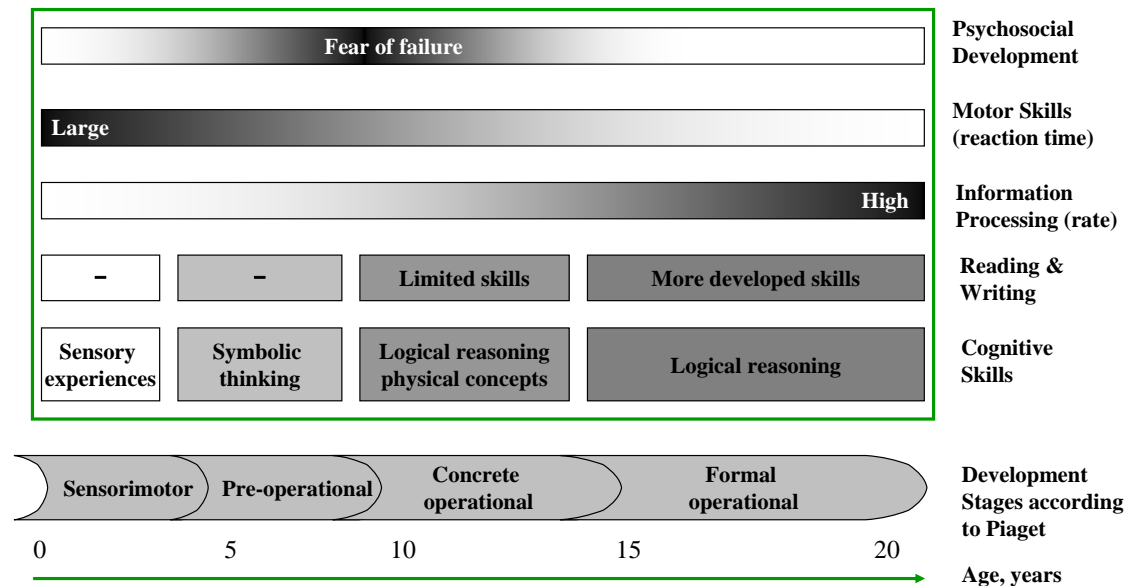 Fear of failure
Psychosocial
Development
Large
Motor Skills
(reaction time)
High
Information
Processing (rate)
–
–
Limited skills
More developed skills
Reading &
Writing
Sensory
experiences
Symbolic
thinking
Logical reasoning
physical concepts
Logical reasoning
Cognitive
Skills
Sensorimotor
Pre-operational
Concrete
operational
Formal
operational
Development
Stages according
to Piaget
0 5 10 15 20
Age, years